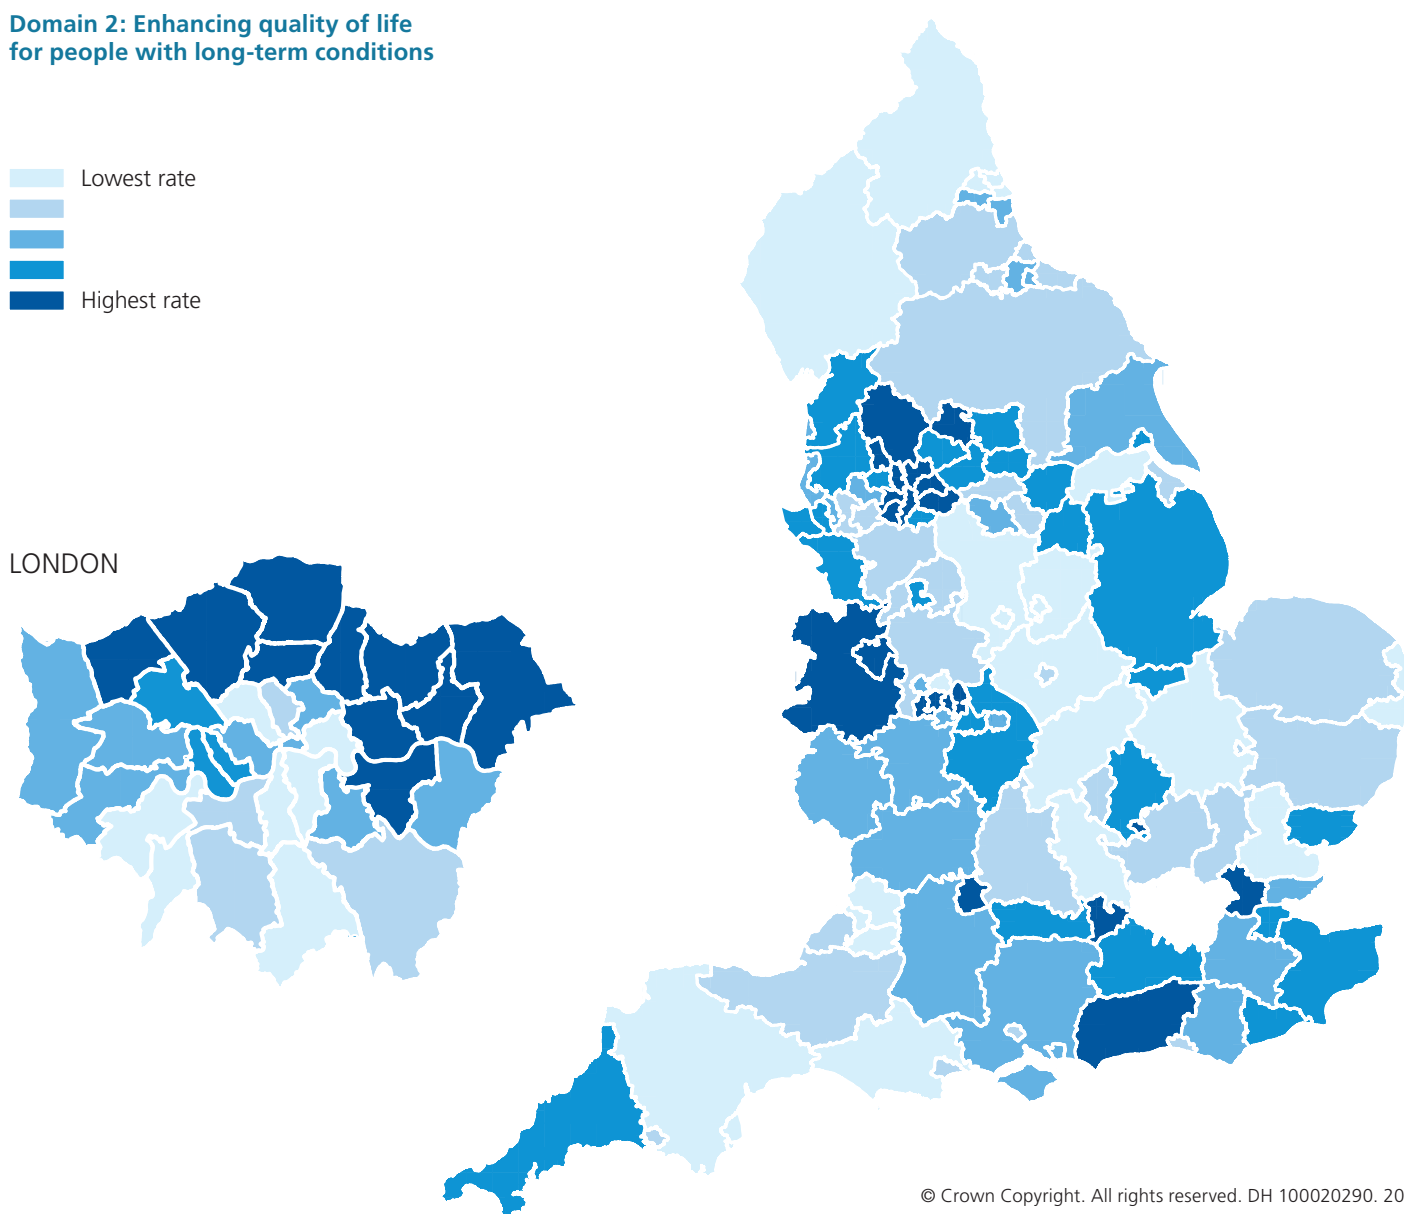 Domain 2: Enhancing quality of life
for people with long-term conditions
Lowest rate
Highest rate
LONDON
© Crown Copyright. All rights reserved. DH 100020290. 20